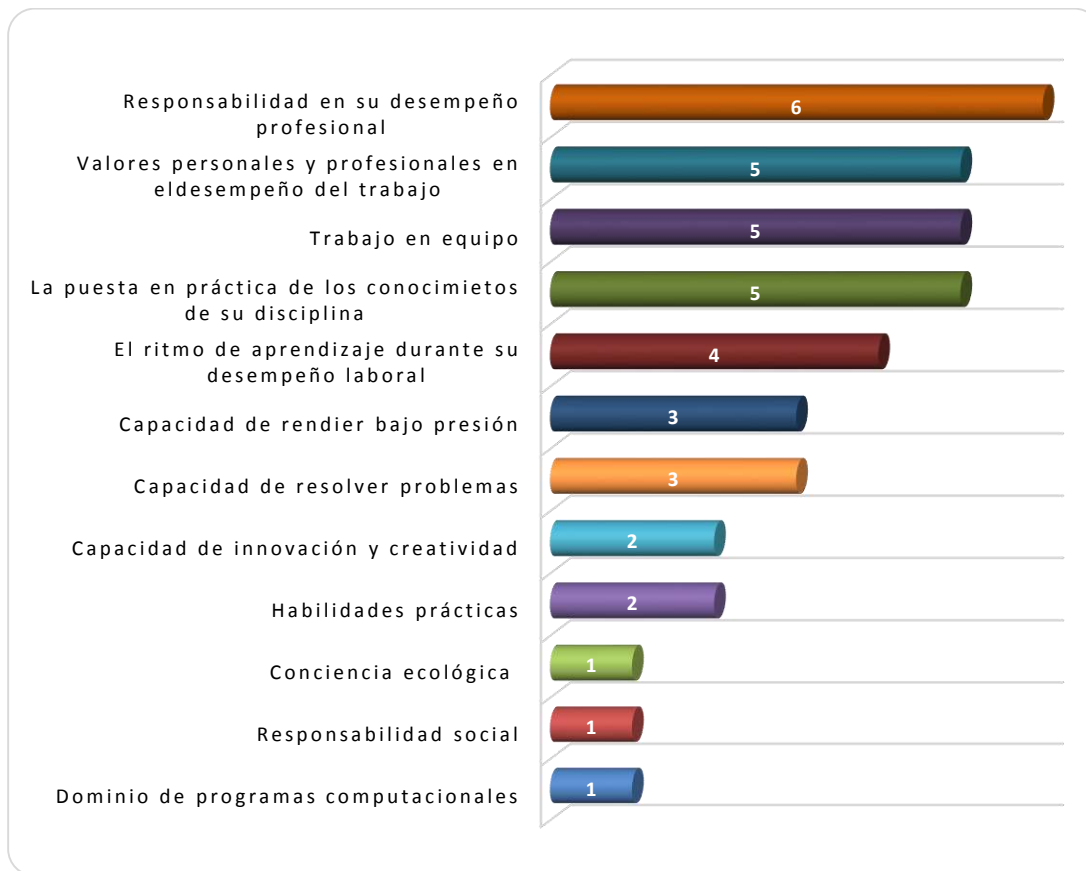 Responsabilidad en su desempeño
profesional
6
Valores personales y profesionales en
eldesempeño del trabajo
5
Trabajo en equipo
5
La puesta en práctica de los conocimietos
de su disciplina
5
El ritmo de aprendizaje durante su
desempeño laboral
4
Capacidad de rendier bajo presión
3
Capacidad de resolver problemas
3
Capacidad de innovación y creatividad
2
Habilidades prácticas
2
Conciencia ecológica
1
Responsabilidad social
1
Dominio de programas computacionales
1